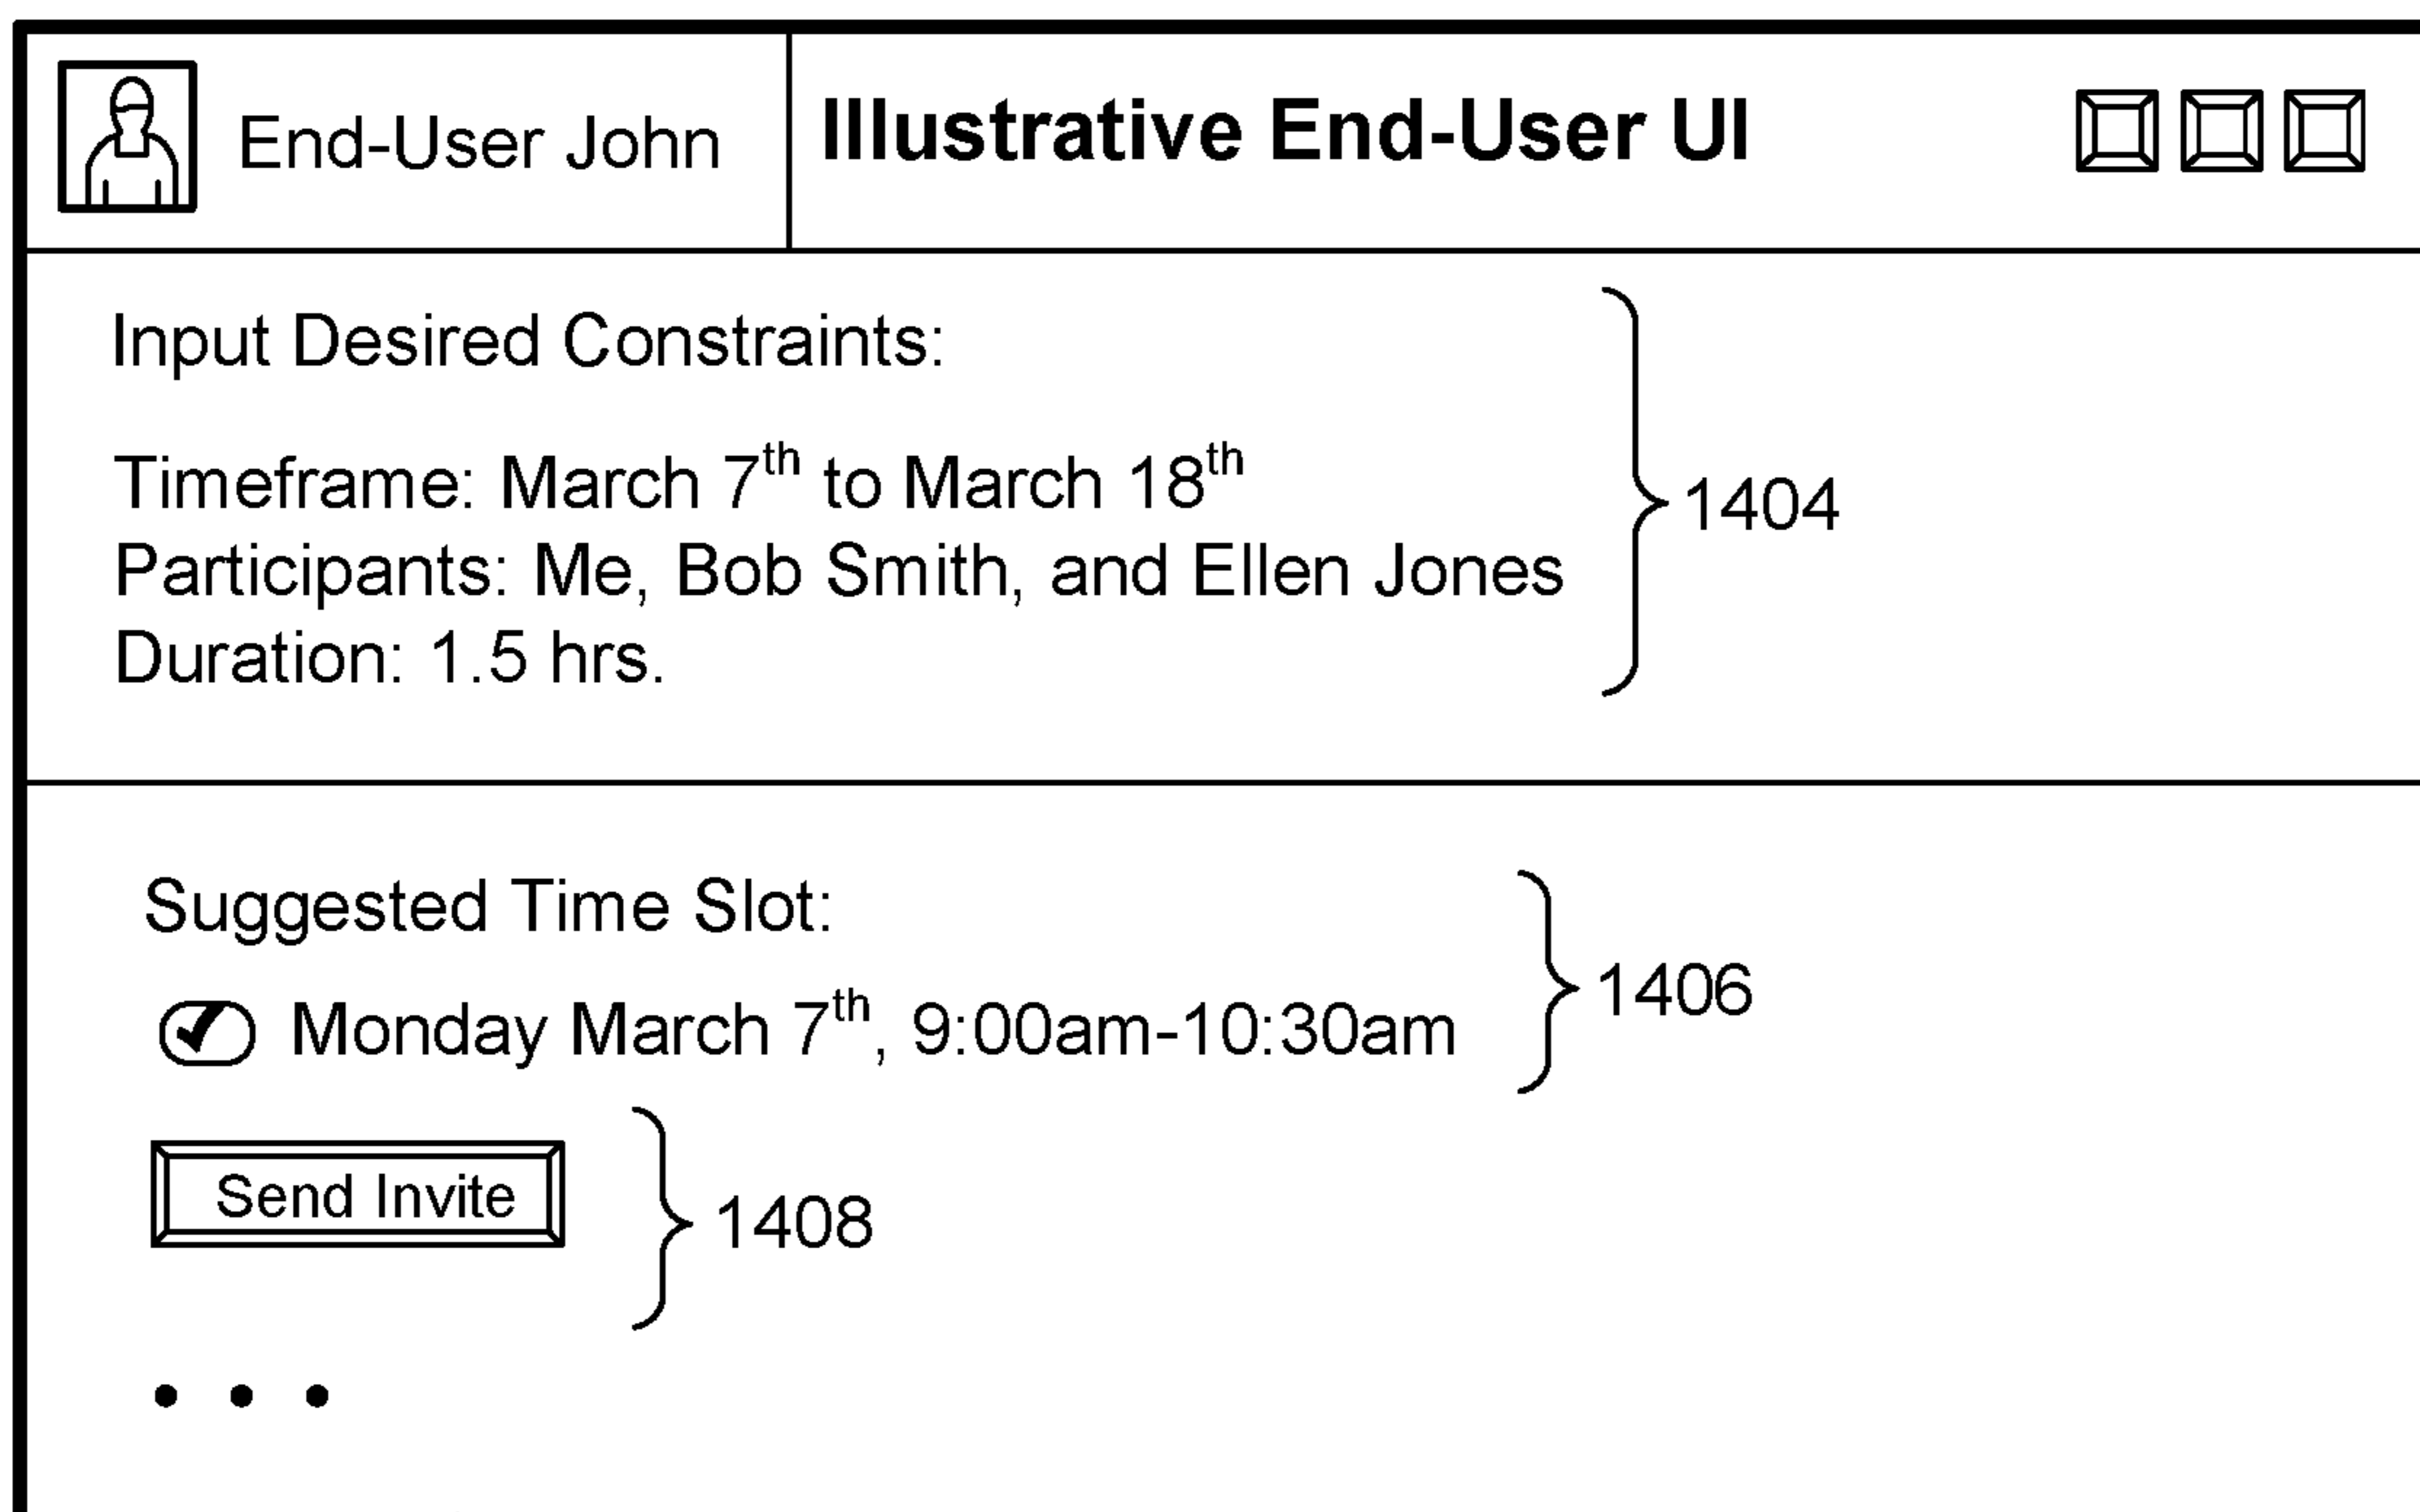 End-User John
Illustrative End-User UI
Input Desired Constraints:
Timeframe: March 7th to March 18th
Participants: Me, Bob Smith, and Ellen Jones
Duration: 1.5 hrs.
1404
Suggested Time Slot:
Monday March 7th, 9:00am-10:30am
1406
Send Invite
1408
• • •